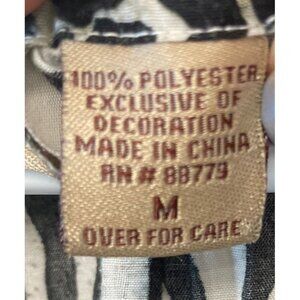 100% POLYESTER
EXCLUSIVE OF
DECORATION
MADE IN CHINA
RN # 88779
M
OVER FOR CARE